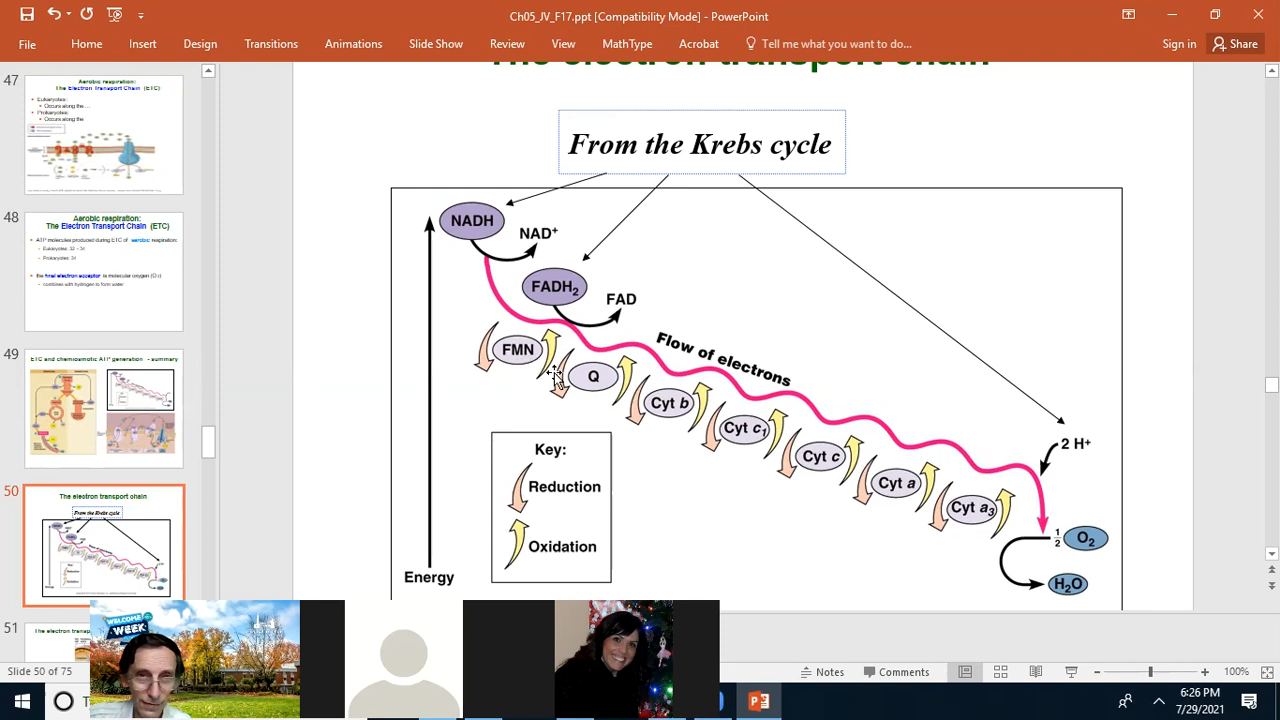 Ch05_JV_F17.ppt [Compatibility Mode] - PowerPoint
File Home Insert Design Transitions Animations Slide Show Review View MathType Acrobat Tell me what you want to do... Sign in Share
47
Aerobic respiration:
The Electron Transport Chain (ETC)
Eukaryotes:
Occurs along the...
Prokaryotes:
Occurs along the
48
Aerobic respiration:
The Electron Transport Chain (ETC)
ATP molecules produced during ETC of aerobic respiration:
Prokaryotes: 34
the final electron acceptor is molecular oxygen (O2)
combines with hydrogen to form water
49
ETC and chemiosmotic ATP generation - summary
50
The electron transport chain
From the Krebs cycle
51
The electron transport chain
From the Krebs cycle
NADH
NAD⁺
FADH₂
FAD
Flow of electrons
FMN
Q
Cyt b
Cyt c₁
Cyt c
Cyt a
Cyt a₃
2 H⁺
½ O₂
H₂O
Energy
Key:
Reduction
Oxidation
WELCOME
WEEK
Slide 50 of 75
Notes Comments 100%
6:26 PM
7/29/2021